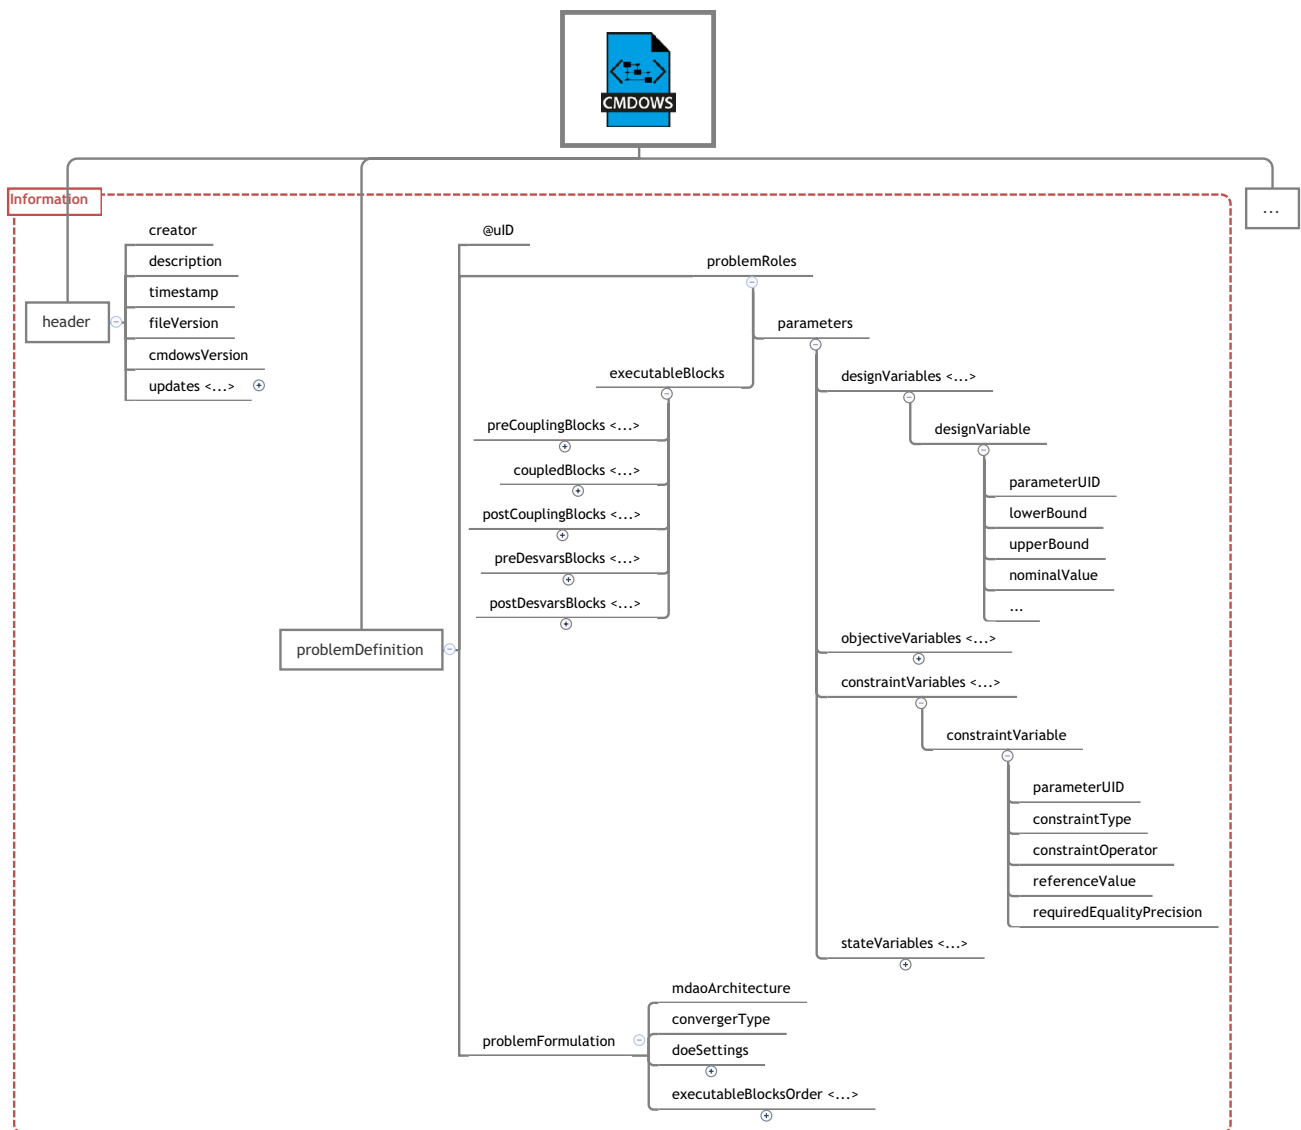 CMDOWS
Information
...
header
creator
description
timestamp
fileVersion
cmdowsVersion
updates <...>
problemDefinition
@uID
problemRoles
parameters
executableBlocks
preCouplingBlocks <...>
coupledBlocks <...>
postCouplingBlocks <...>
preDesvarsBlocks <...>
postDesvarsBlocks <...>
designVariables <...>
designVariable
parameterUID
lowerBound
upperBound
nominalValue
...
objectiveVariables <...>
constraintVariables <...>
constraintVariable
parameterUID
constraintType
constraintOperator
referenceValue
requiredEqualityPrecision
stateVariables <...>
problemFormulation
mdaoArchitecture
convergerType
doeSettings
executableBlocksOrder <...>